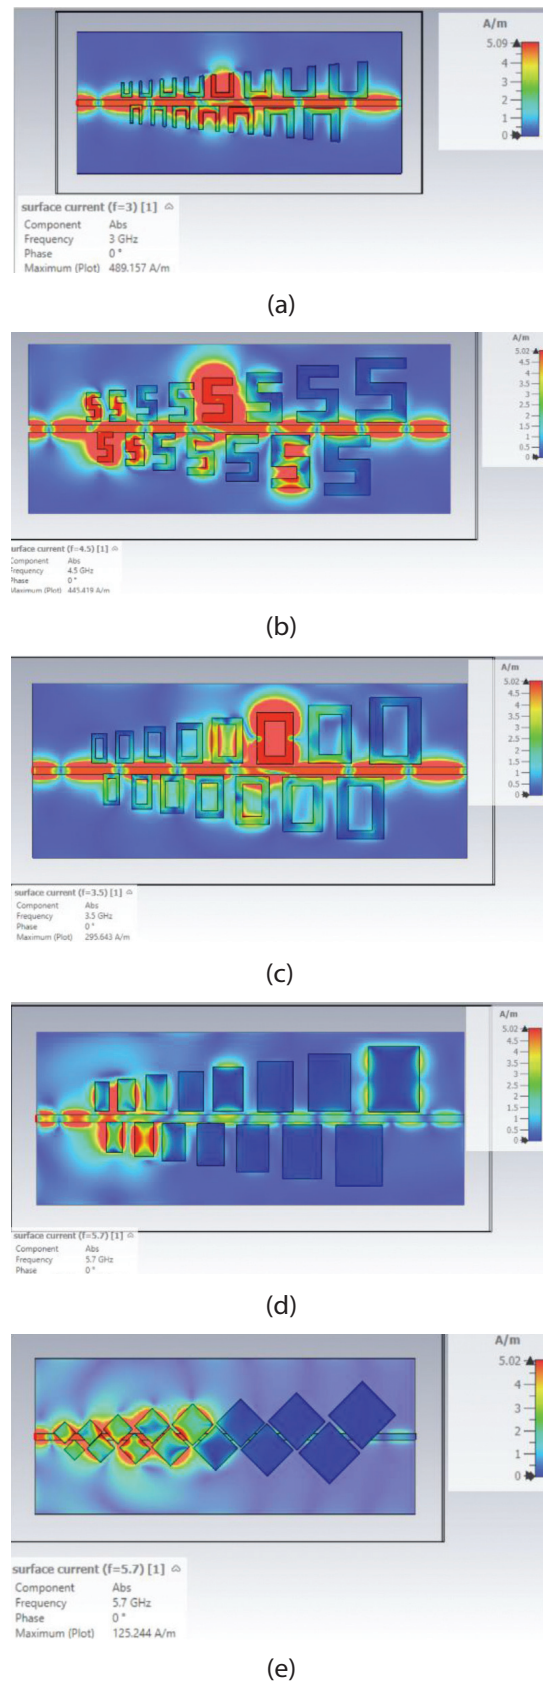 A/m
5.09
4
3
2
1
0
surface current (f=3) [1]
Component Abs
Frequency 3 GHz
Phase 0 °
Maximum (Plot) 489.157 A/m
(a)
A/m
5.02
4.5
4
3.5
3
2.5
2
1.5
1
0.5
0
urface current (f=4.5) [1]
Component Abs
Frequency 4.5 GHz
Phase 0 °
Maximum (Plot) 445.419 A/m
(b)
A/m
5.02
4.5
4
3.5
3
2.5
2
1.5
1
0.5
0
surface current (f=3.5) [1]
Component Abs
Frequency 3.5 GHz
Phase 0 °
Maximum (Plot) 295.643 A/m
(c)
A/m
5.02
4.5
4
3.5
3
2.5
2
1.5
1
0.5
0
surface current (f=5.7) [1]
Component Abs
Frequency 5.7 GHz
Phase 0 °
(d)
A/m
5.02
4
3
2
1
0
surface current (f=5.7) [1]
Component Abs
Frequency 5.7 GHz
Phase 0 °
Maximum (Plot) 125.244 A/m
(e)